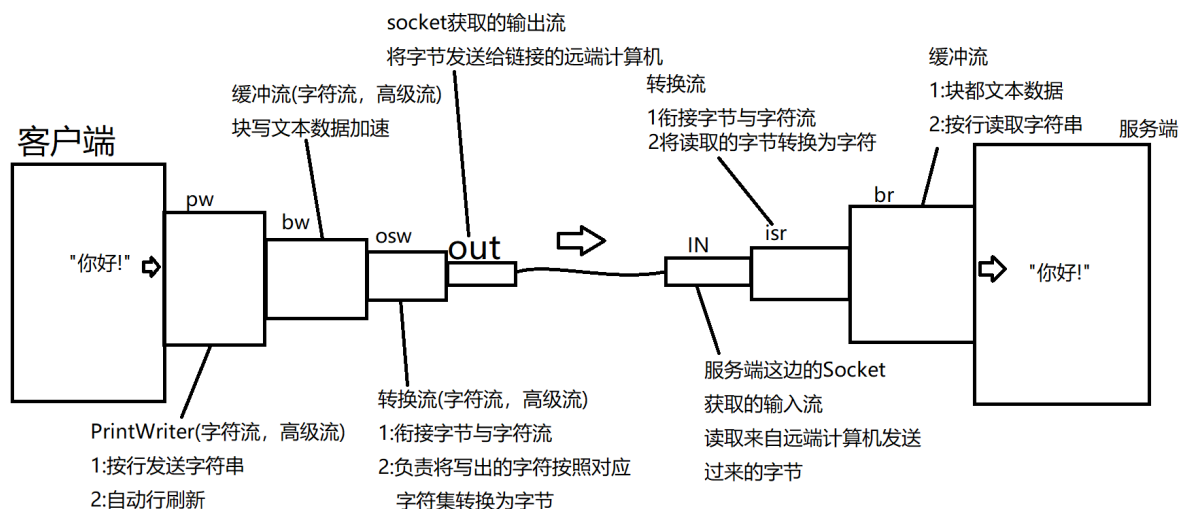 socket获取的输出流
将字节发送给链接的远端计算机
缓冲流(字符流，高级流)
块写文本数据加速
转换流
1衔接字节与字符流
2将读取的字节转换为字符
缓冲流
1:块都文本数据
2:按行读取字符串
客户端
服务端
pw
bw
osw
out
IN
isr
br
"你好!"
"你好!"
PrintWriter(字符流，高级流)
1:按行发送字符串
2:自动行刷新
转换流(字符流，高级流)
1:衔接字节与字符流
2:负责将写出的字符按照对应
字符集转换为字节
服务端这边的Socket
获取的输入流
读取来自远端计算机发送
过来的字节